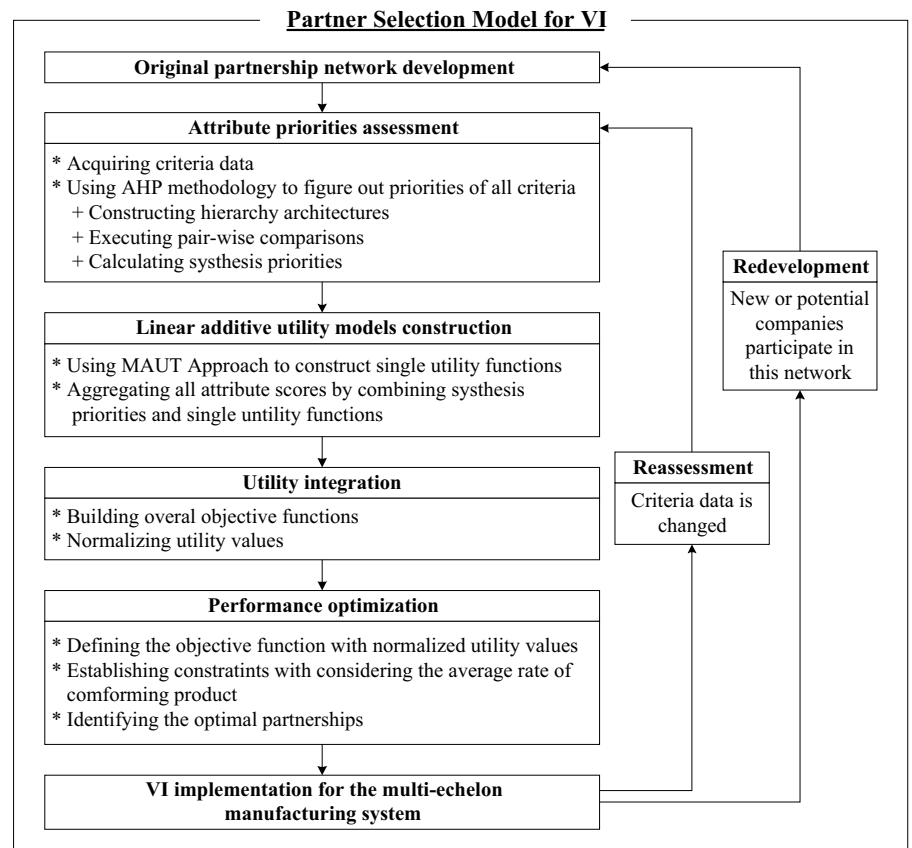 Partner Selection Model for VI
Original partnership network development
Attribute priorities assessment
* Acquiring criteria data
* Using AHP methodology to figure out priorities of all criteria
+ Constructing hierarchy architectures
+ Executing pair-wise comparisons
+ Calculating systhesis priorities
Linear additive utility models construction
* Using MAUT Approach to construct single utility functions
* Aggregating all attribute scores by combining systhesis
priorities and single untility functions
Utility integration
* Building overal objective functions
* Normalizing utility values
Performance optimization
* Defining the objective function with normalized utility values
* Establishing constratints with considering the average rate of
comforming product
* Identifying the optimal partnerships
VI implementation for the multi-echelon
manufacturing system
Reassessment
Criteria data is
changed
Redevelopment
New or potential
companies
participate in
this network